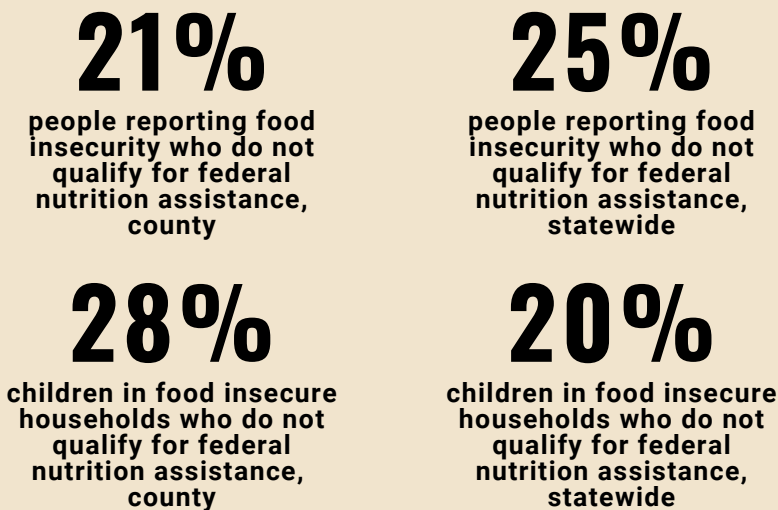 21%
people reporting food
insecurity who do not
qualify for federal
nutrition assistance,
county
25%
people reporting food
insecurity who do not
qualify for federal
nutrition assistance,
statewide
28%
children in food insecure
households who do not
qualify for federal
nutrition assistance,
county
20%
children in food insecure
households who do not
qualify for federal
nutrition assistance,
statewide